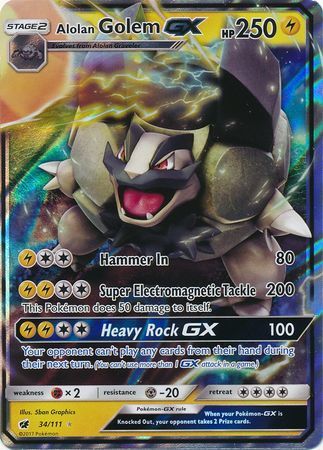 STAGE2 Alolan Golem GX HP250
Evolves from Alolan Graveler
Hammer In 80
Super Electromagnetic Tackle 200
This Pokémon does 50 damage to itself.
Heavy Rock GX 100
Your opponent can't play any cards from their hand during
their next turn. (You can't use more than 1 GX attack in a game.)
weakness × 2 resistance -20 retreat
Illus. 5ban Graphics
34/111
©2017 Pokémon
Pokémon-GX rule
When your Pokémon-GX is
Knocked Out, your opponent takes 2 Prize cards.